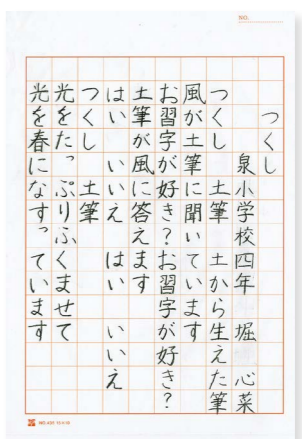 NO.
つくし
泉小学校四年 堀 心菜
つくし 土筆 土から生えた筆
風が土筆に聞いています
お習字が好き?お習字が好き?
土筆が風に答えます
はい いいえ はい いいえ
つくし 土筆
光をたっぷりふくませて
光を春になすっています